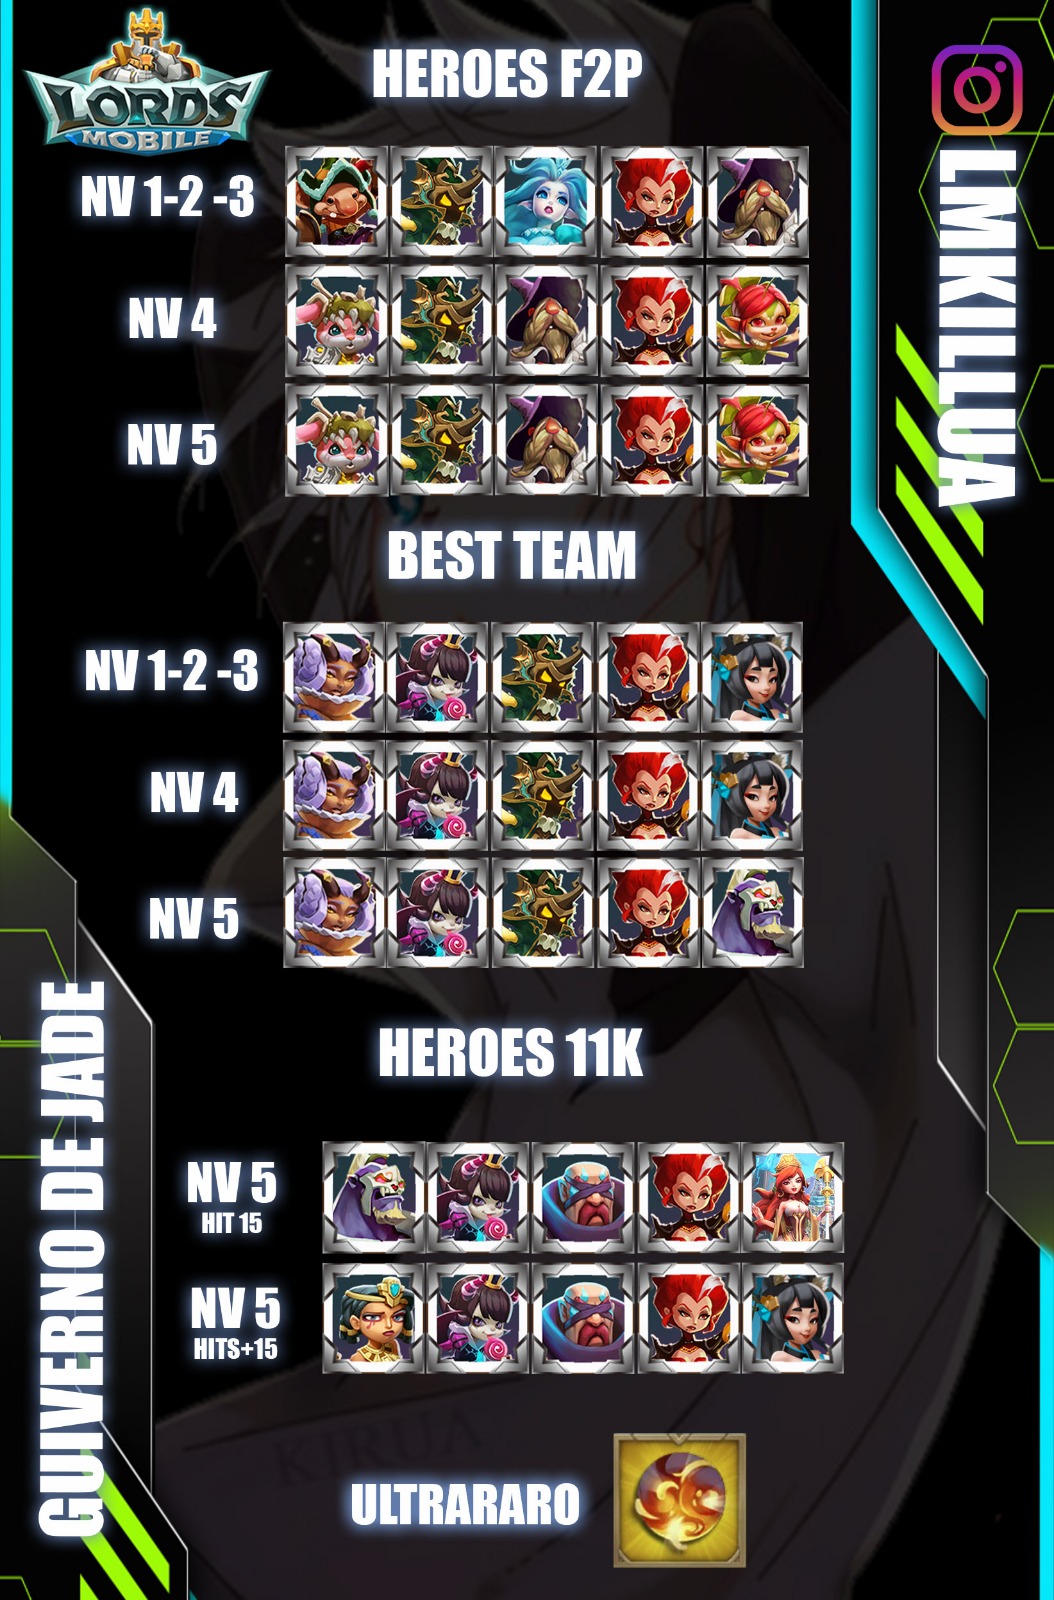 LORDS
MOBILE
HEROES F2P
NV 1-2 -3
NV 4
NV 5
BEST TEAM
NV 1-2 -3
NV 4
NV 5
HEROES 11K
NV 5
HIT 15
NV 5
HITS+15
ULTRARARO
LMKILLUA
GUIVERNO DE JADE
KIRUA